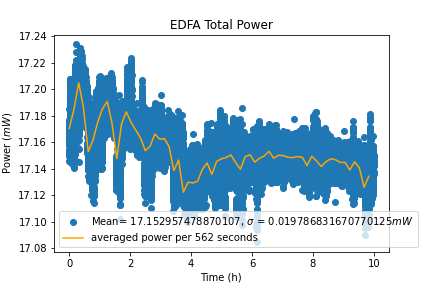 EDFA Total Power
17.24
17.22
17.20
17.18
17.16
17.14
17.12
17.10
17.08
Power (mW)
Mean= 17.152957478870107, σ = 0.019786831670770125mW
averaged power per 562 seconds
0 2 4 6 8 10
Time (h)